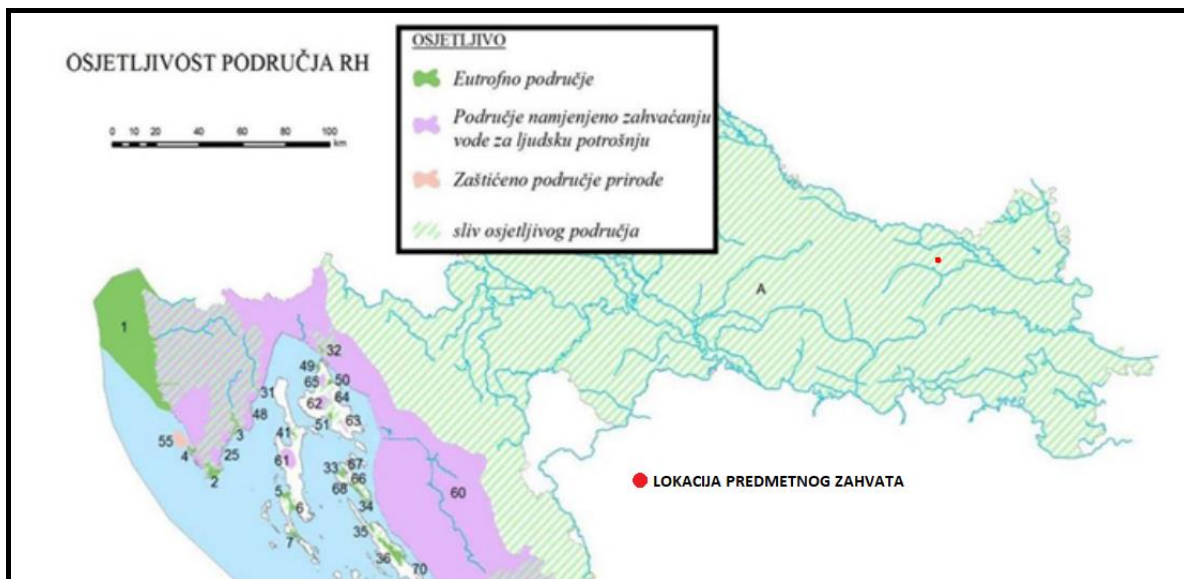 OSJETLJIVOST PODRUČJA RH
0 10 20 40 60 80 100
km
OSJETLJIVO
Eutrofno područje
Područje namjenjeno zahvaćanju
vode za ljudsku potrošnju
Zaštićeno područje prirode
sliv osjetljivog područja
A
1
32
49
65
50
31
62
64
48
51
63
3
41
55
4
25
61
2
33
67
66
60
68
5
6
34
7
35
36
70
LOKACIJA PREDMETNOG ZAHVATA